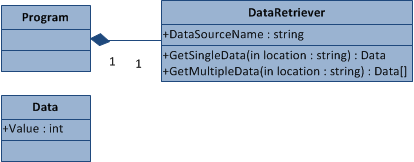 Program
DataRetriever
+DataSourceName : string
+GetSingleData(in location : string) : Data
+GetMultipleData(in location : string) : Data[]
1
1
Data
+Value : int